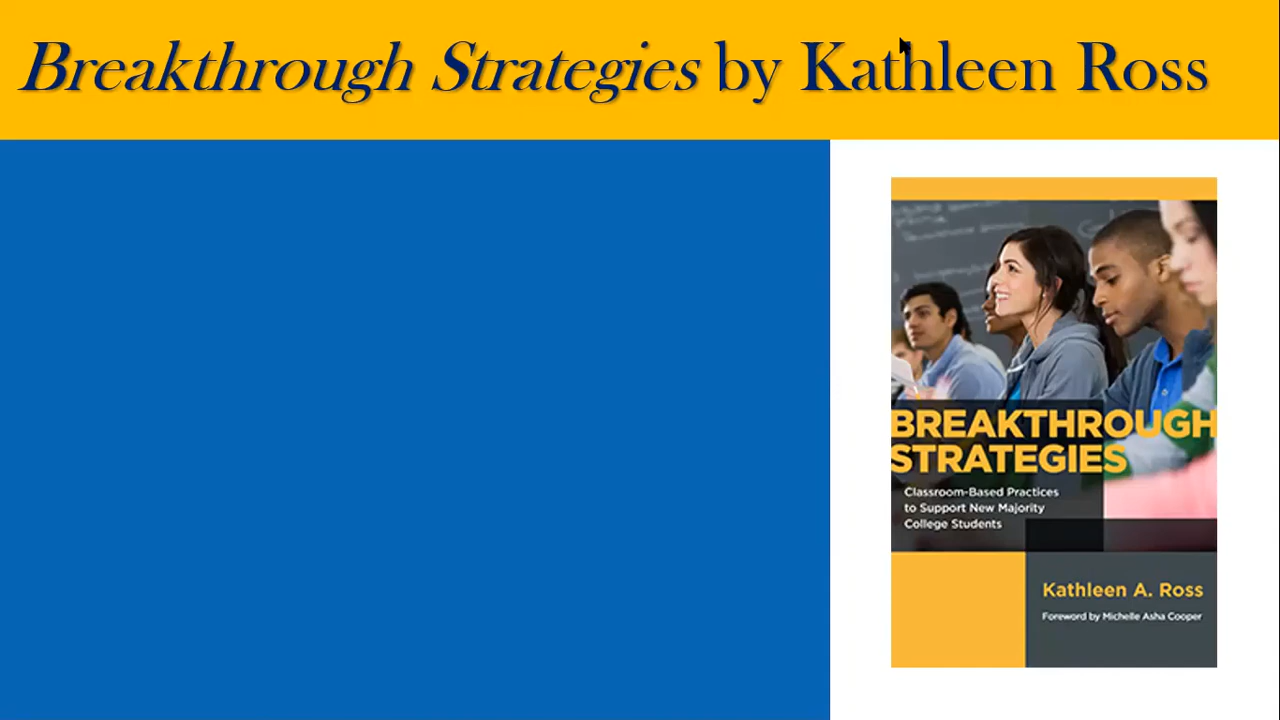 Breakthrough Strategies by Kathleen Ross
BREAKTHROUGH
STRATEGIES
Classroom-Based Practices
to Support New Majority
College Students
Kathleen A. Ross
Foreword by Michelle Asha Cooper